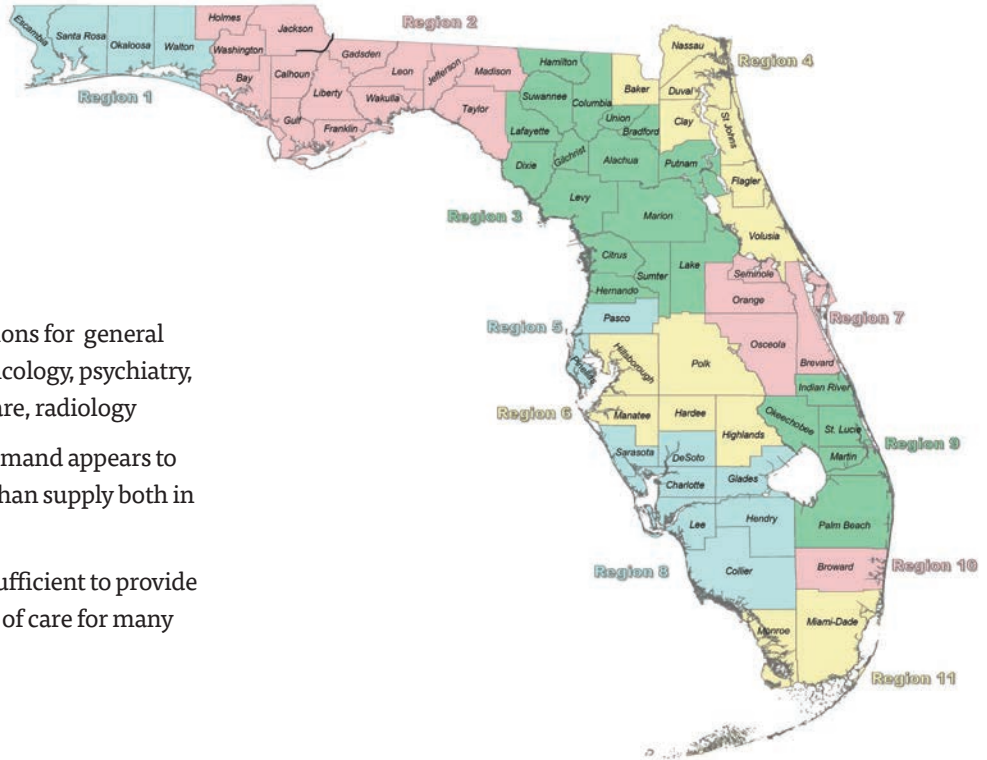 Region 2
Holmes
Jackson
Escambia
Santa Rosa
Okaloosa
Walton
Washington
Gadsden
Bay
Calhoun
Leon
Jefferson
Madison
Liberty
Wakulla
Gulf
Franklin
Taylor
Region 1
Nassau
Region 4
Hamilton
Baker
Duval
Suwannee
Columbia
Union
Bradford
Clay
St Johns
Lafayette
Dixie
Gilchrist
Alachua
Putnam
Flagler
Levy
Marion
Region 3
Volusia
Citrus
Sumter
Lake
Hernando
Seminole
Orange
Region 5
Pasco
Region 7
Pinellas
Hillsborough
Polk
Osceola
Brevard
Indian River
Region 6
Manatee
Hardee
Highlands
Okeechobee
St. Lucie
Region 9
Martin
Sarasota
DeSoto
Charlotte
Glades
Lee
Hendry
Palm Beach
Region 8
Collier
Broward
Region 10
Monroe
Miami-Dade
Region 11
ons for general
cology, psychiatry,
are, radiology
mand appears to
han supply both in
ufficient to provide
of care for many